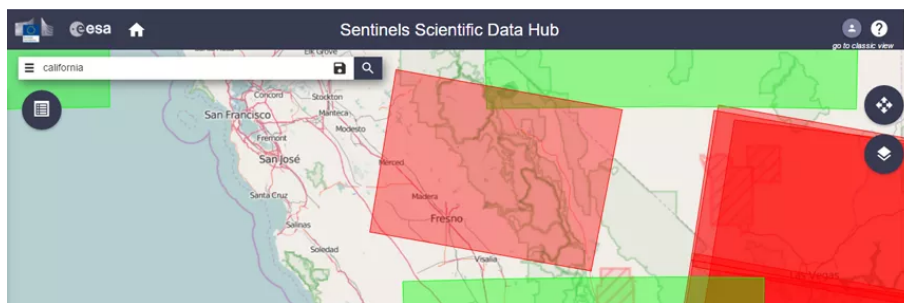 esa
Sentinels Scientific Data Hub
?
go to classic view
california
Elk Grove
Concord
Stockton
San Francisco
Manteca
Modesto
Fremont
San José
Merced
Santa Cruz
Madera
Salinas
Fresno
Soledad
Visalia
Las Vegas